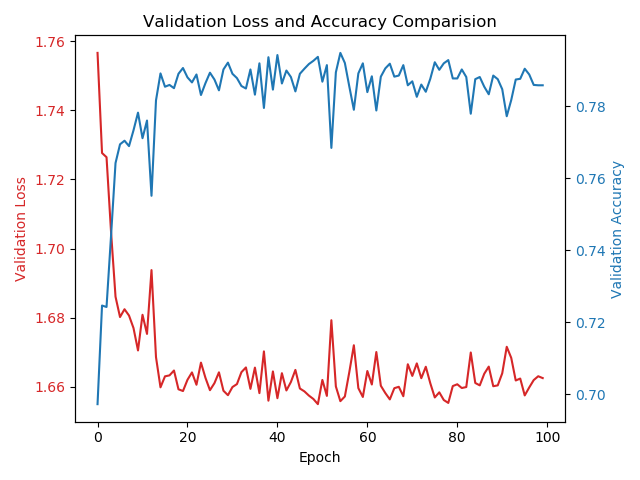 Validation Loss and Accuracy Comparision
1.76
1.74
1.72
1.70
1.68
1.66
Validation Loss
0.78
0.76
0.74
0.72
0.70
Validation Accuracy
0 20 40 60 80 100
Epoch